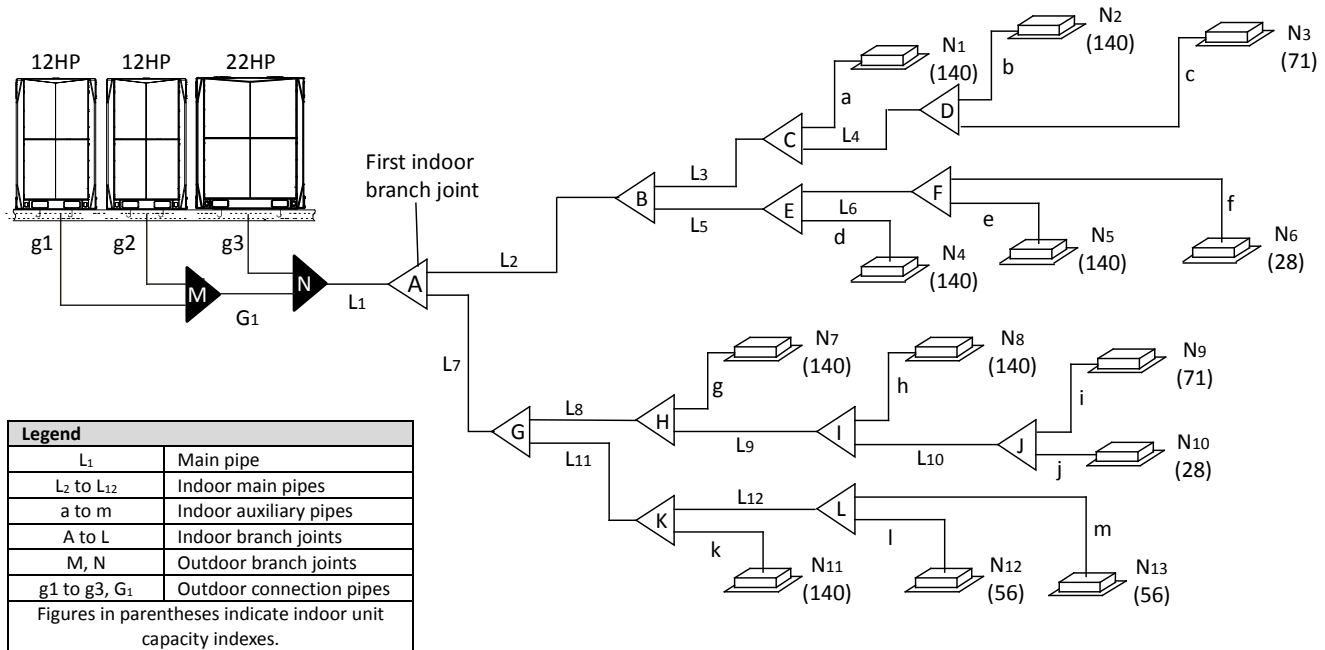 12HP 12HP 22HP
g1 g2 g3
M
N
G1
L1
First indoor
branch joint
A
L2
B
L3
C
a
N1
(140)
L4
D
b
N2
(140)
c
N3
(71)
L5
E
L6
d
N4
(140)
F
e
N5
(140)
f
N6
(28)
L7
G
L8
H
g
N7
(140)
L9
I
h
N8
(140)
L10
J
i
N9
(71)
j
N10
(28)
L11
K
k
N11
(140)
L12
L
l
N12
(56)
m
N13
(56)
Legend
L1 Main pipe
L2 to L12 Indoor main pipes
a to m Indoor auxiliary pipes
A to L Indoor branch joints
M, N Outdoor branch joints
g1 to g3, G1 Outdoor connection pipes
Figures in parentheses indicate indoor unit
capacity indexes.